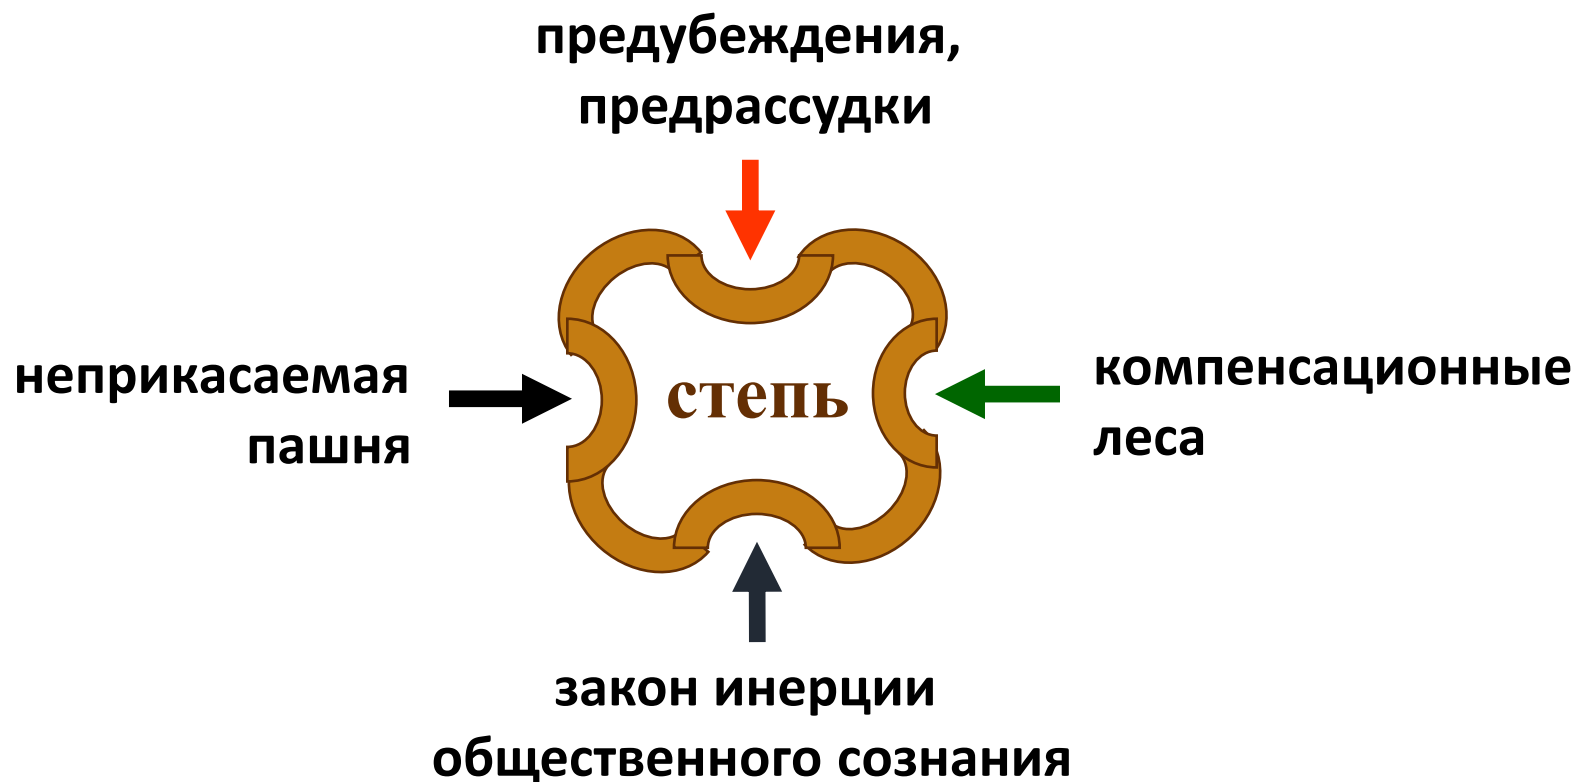 предубеждения,
предрассудки
неприкасаемая
пашня
степь
компенсационные
леса
закон инерции
общественного сознания